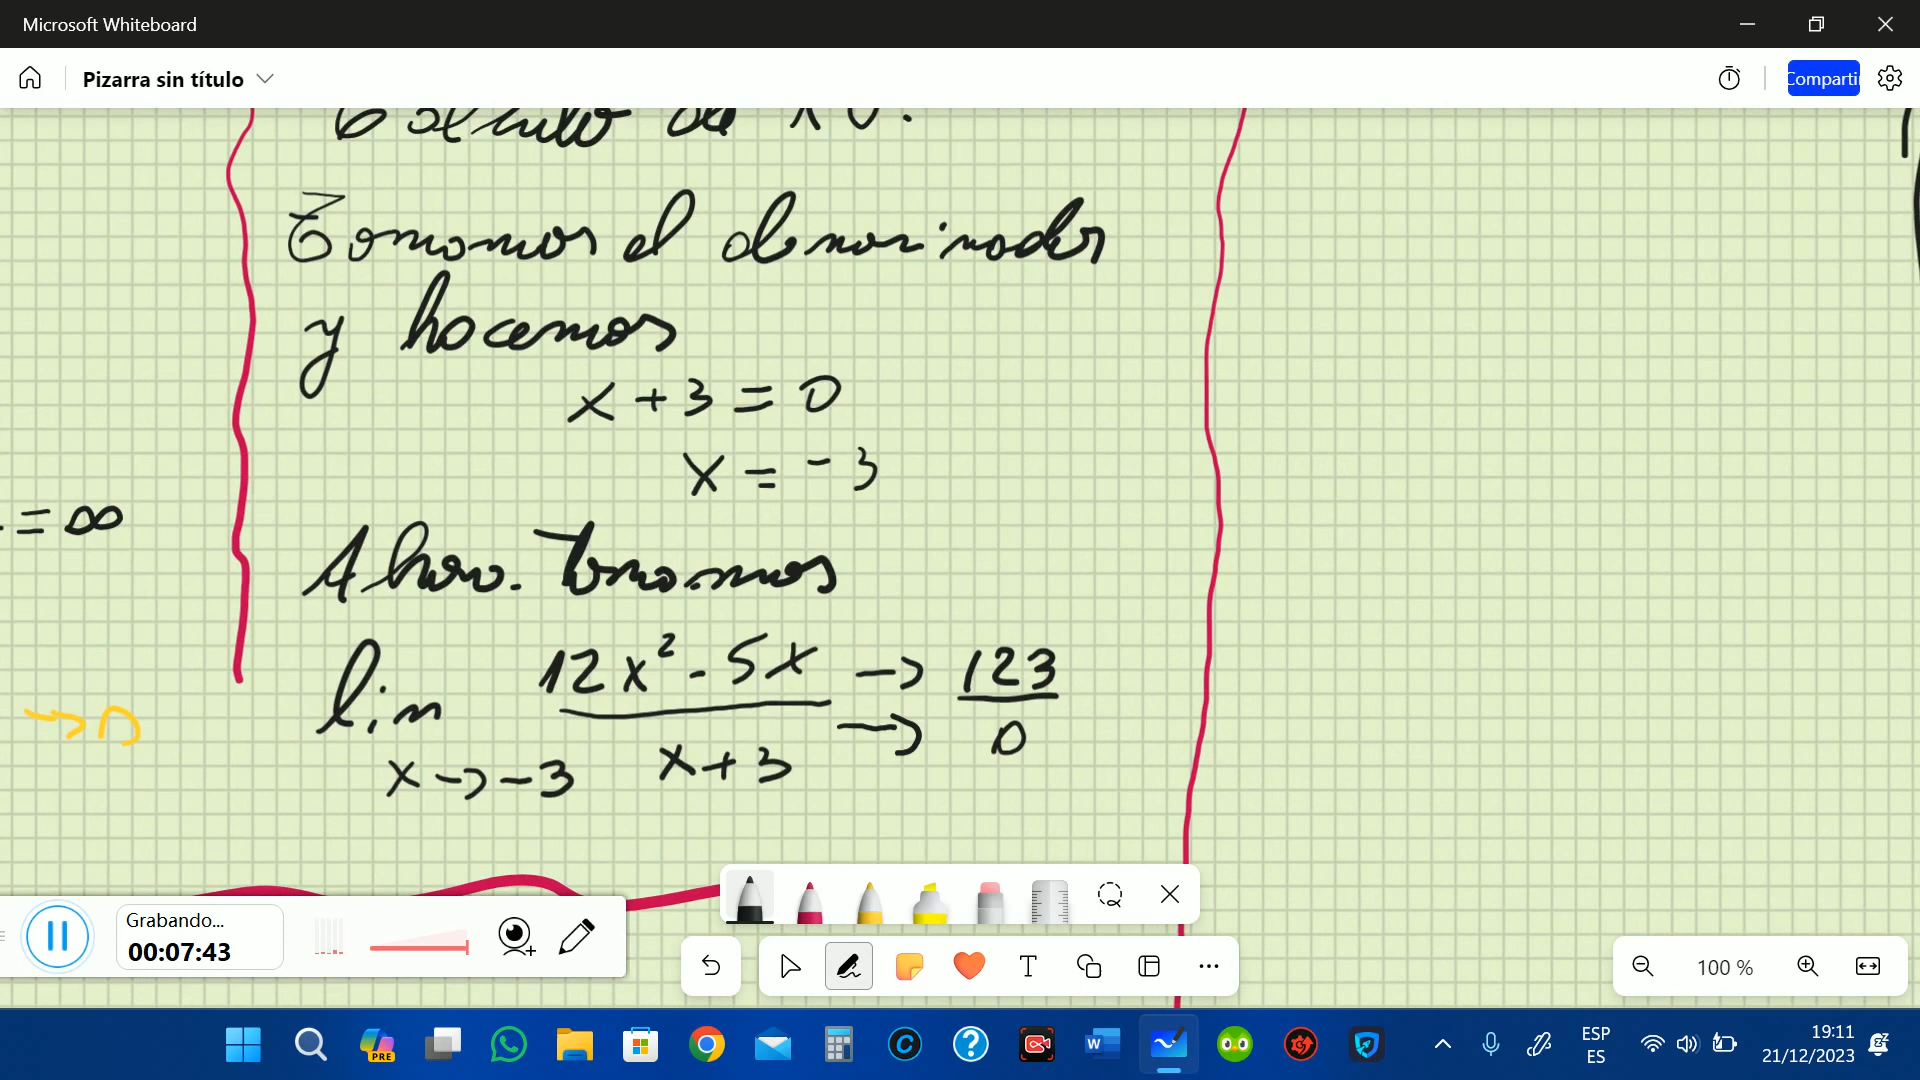 Microsoft Whiteboard
Pizarra sin título
Comparti
Tomamos el denominador
y hacemos
x + 3 = 0
x = - 3
= ∞
Ahora Tomamos
lim 12x² - 5x → 123
x → -3 x + 3 → 0
Grabando...
00:07:43
100 %
PRE
ESP
ES
19:11
21/12/2023